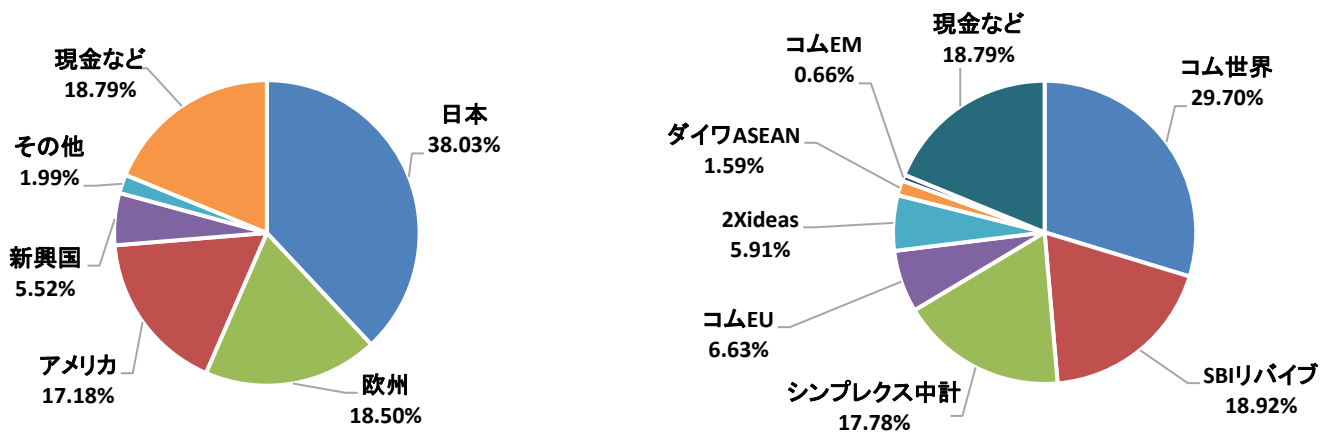 現金など
18.79%
日本
38.03%
その他
1.99%
新興国
5.52%
アメリカ
17.18%
欧州
18.50%
現金など
18.79%
コムEM
0.66%
コム世界
29.70%
ダイワASEAN
1.59%
2Xideas
5.91%
コムEU
6.63%
シンプレクス中計
17.78%
SBIリバイブ
18.92%